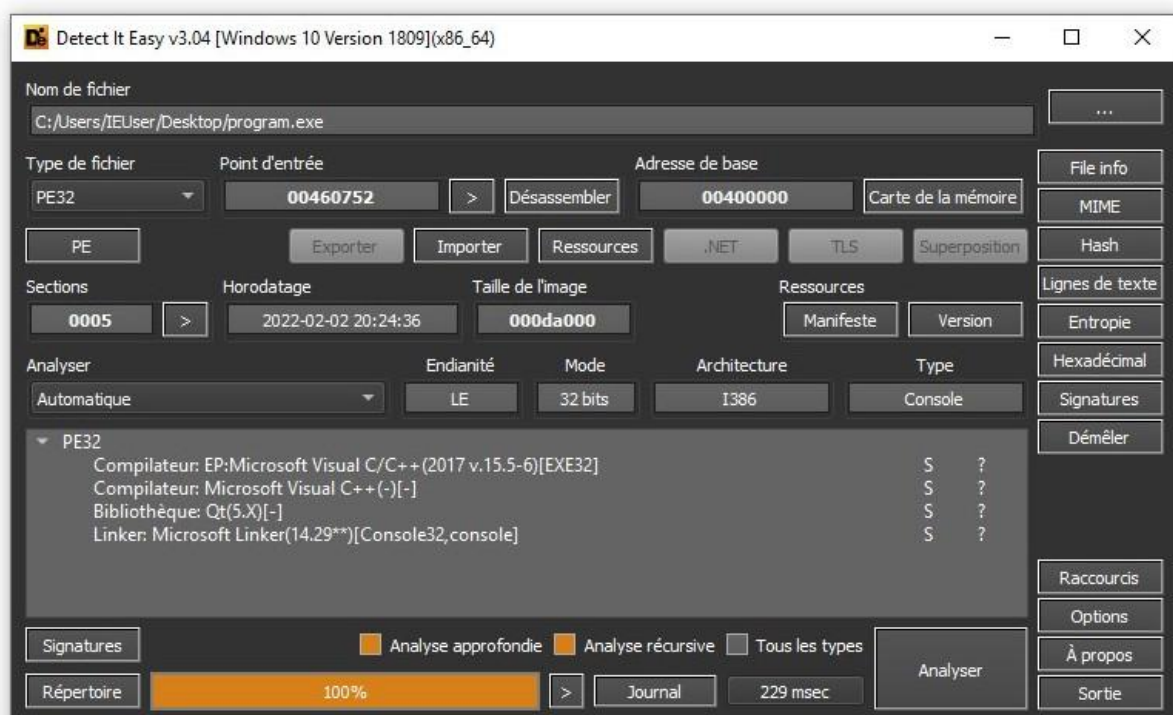 Detect It Easy v3.04 [Windows 10 Version 1809](x86_64)
Nom de fichier
C:/Users/IEUser/Desktop/program.exe
...
Type de fichier Point d'entrée Adresse de base
File info
PE32 00460752 > Désassembler 00400000 Carte de la mémoire
MIME
PE Exporter Importer Ressources .NET TLS Superposition
Hash
Sections Horodatage Taille de l'image Ressources
Lignes de texte
0005 > 2022-02-02 20:24:36 000da000 Manifeste Version
Entropie
Analyser Endianité Mode Architecture Type
Hexadécimal
Automatique LE 32 bits I386 Console
Signatures
PE32
Démêler
Compilateur: EP:Microsoft Visual C/C++(2017 v.15.5-6)[EXE32] S ?
Compilateur: Microsoft Visual C++(-)[-] S ?
Bibliothèque: Qt(5.X)[-] S ?
Linker: Microsoft Linker(14.29**)[Console32,console] S ?
Raccourcis
Options
Signatures Analyse approfondie Analyse récursive Tous les types
Analyser
À propos
Répertoire 100% > Journal 229 msec
Sortie